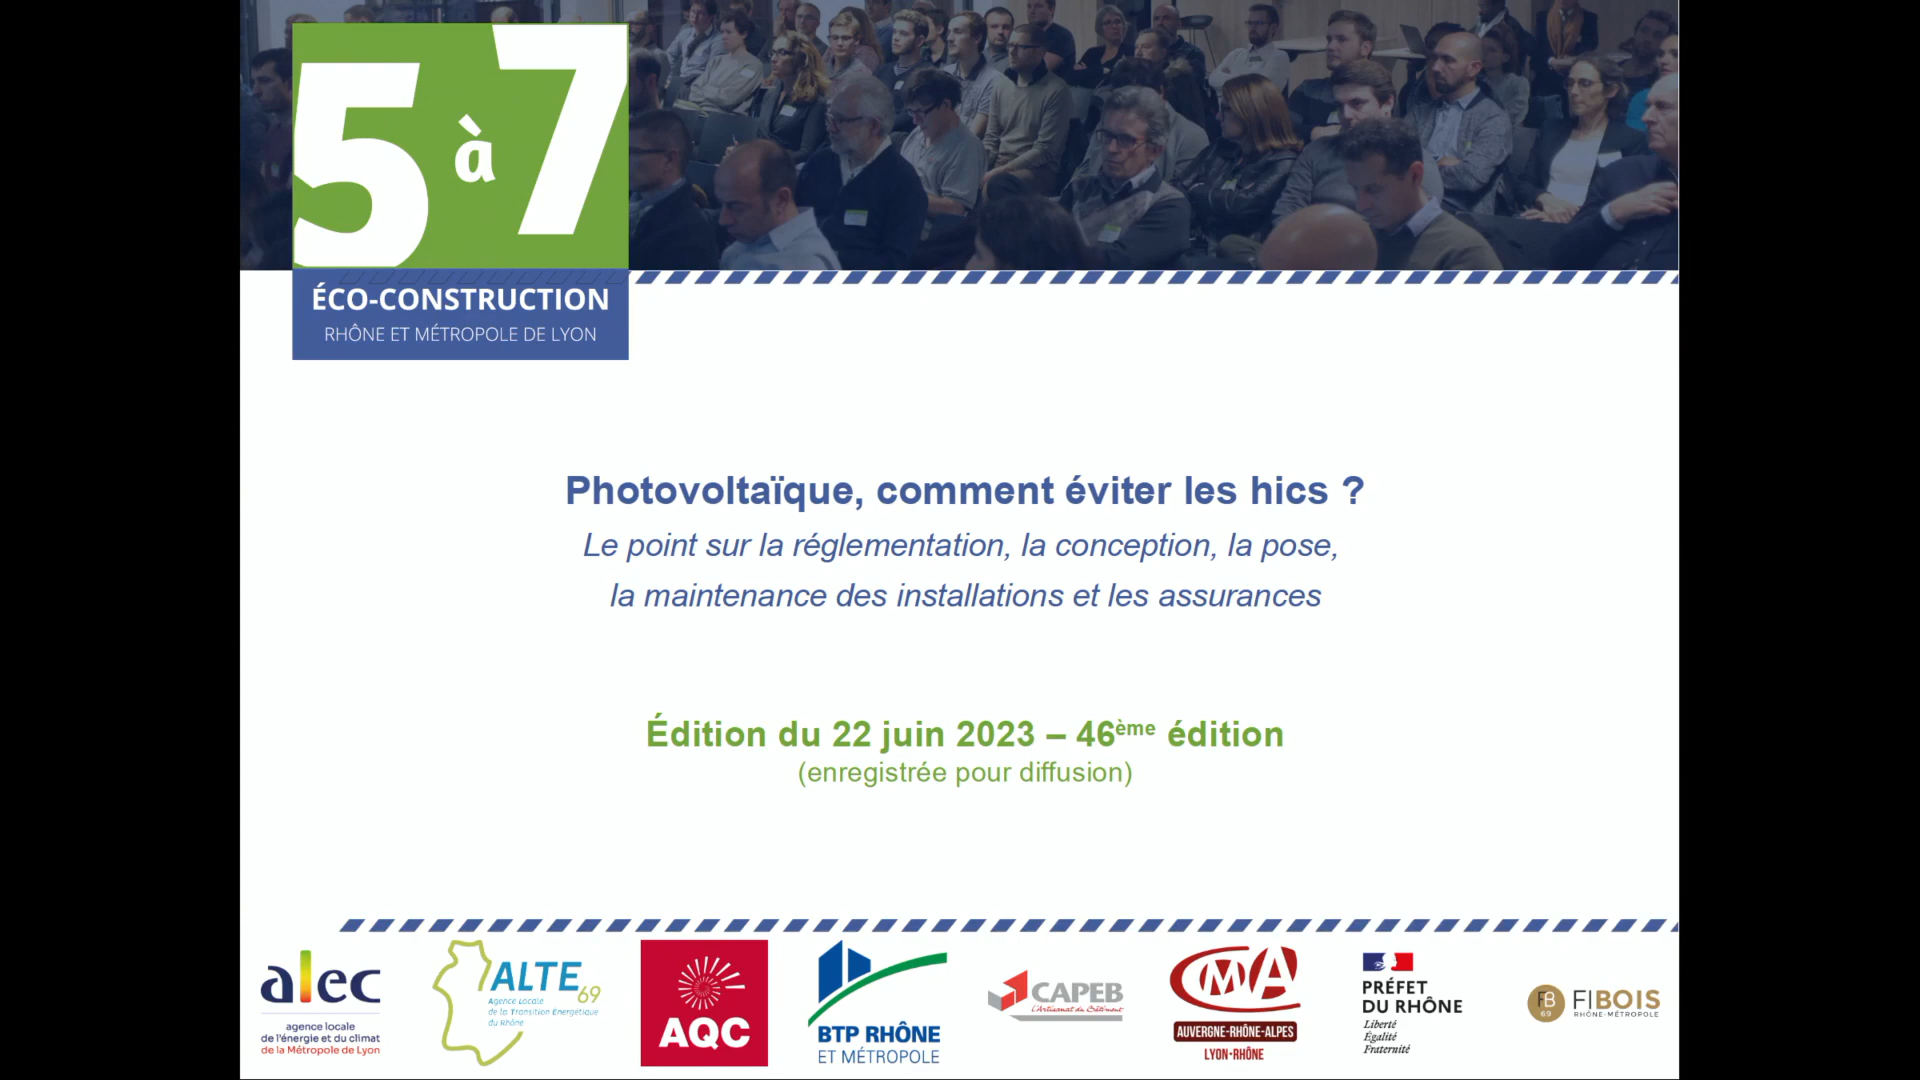 5 à 7
ÉCO-CONSTRUCTION
RHÔNE ET MÉTROPOLE DE LYON
Photovoltaïque, comment éviter les hics ?
Le point sur la réglementation, la conception, la pose,
la maintenance des installations et les assurances
Édition du 22 juin 2023 – 46ème édition
(enregistrée pour diffusion)
alec
agence locale
de l'énergie et du climat
de la Métropole de Lyon
ALTE 69
Agence Locale
de la Transition Energétique
du Rhône
AQC
BTP RHÔNE
ET MÉTROPOLE
CAPEB
L'Artisanat du Bâtiment
CMA
AUVERGNE-RHÔNE-ALPES
LYON-RHÔNE
PRÉFET
DU RHÔNE
Liberté
Égalité
Fraternité
FB
69
FIBOIS
RHÔNE-MÉTROPOLE